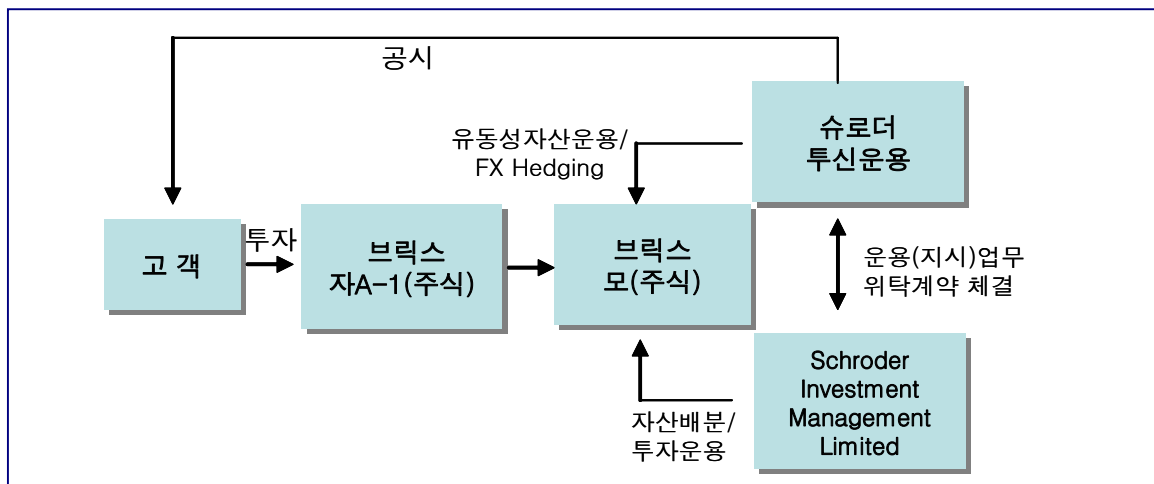 공시
슈로더
투신운용
유동성자산운용/
FX Hedging
고 객
투자
브릭스
자A-1(주식)
브릭스
모(주식)
운용(지시)업무
위탁계약 체결
자산배분/
투자운용
Schroder
Investment
Management
Limited